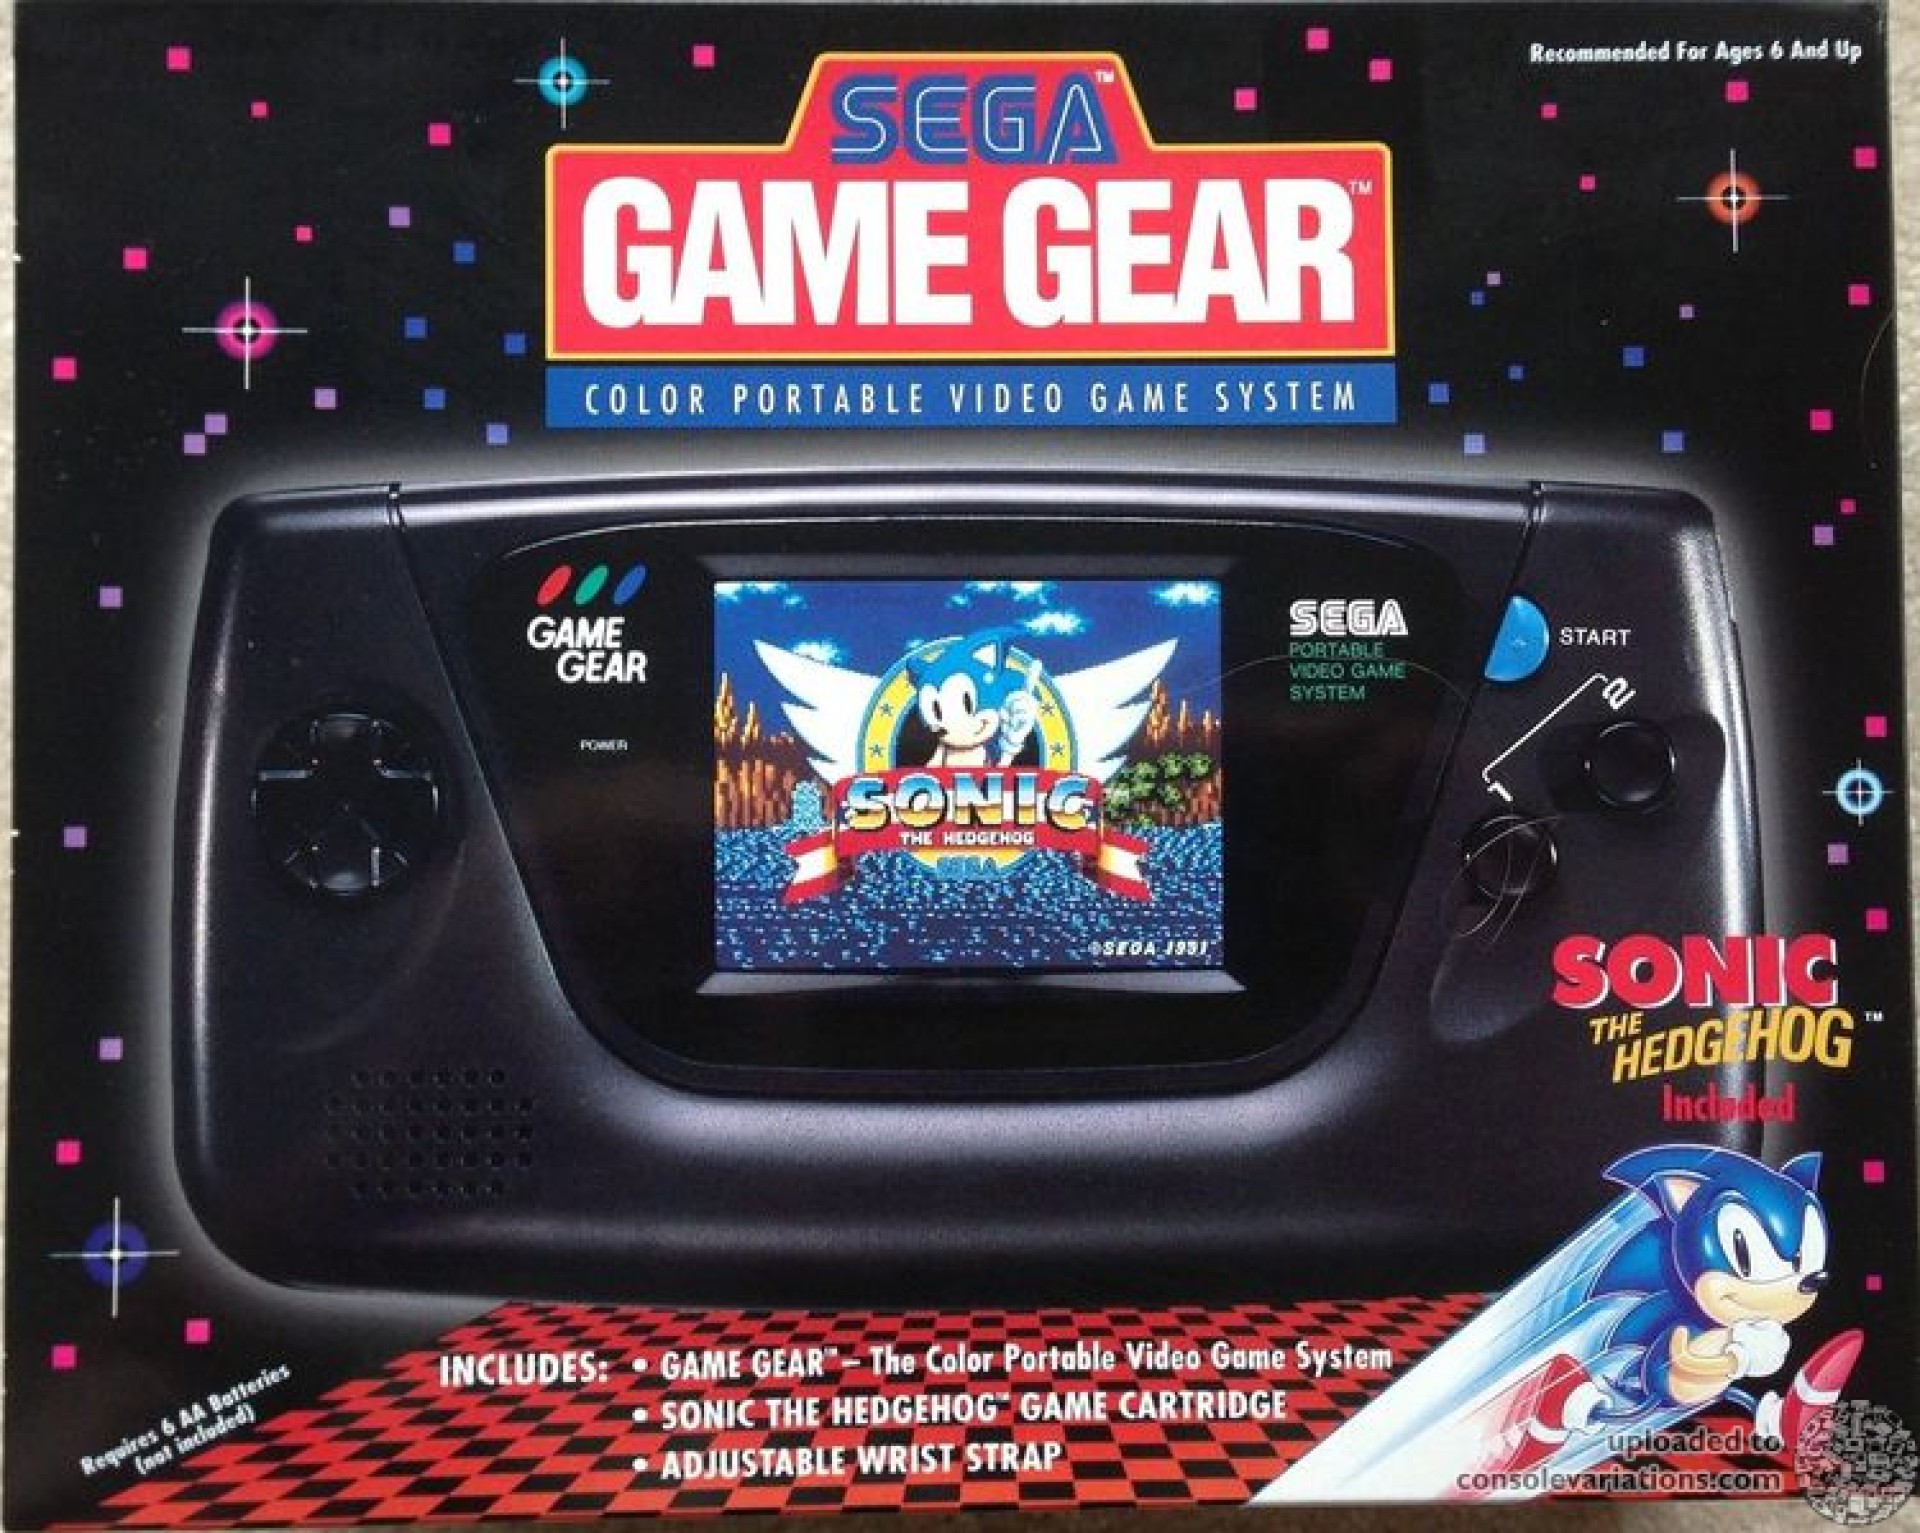 Recommended For Ages 6 And Up
SEGA™
GAME GEAR™
COLOR PORTABLE VIDEO GAME SYSTEM
GAME
GEAR
POWER
SONIC
THE HEDGEHOG
SEGA
©SEGA 1991
SEGA
PORTABLE
VIDEO GAME
SYSTEM
START
2
1
SONIC
THE
HEDGEHOG™
Included
INCLUDES: • GAME GEAR™ – The Color Portable Video Game System
• SONIC THE HEDGEHOG™ GAME CARTRIDGE
• ADJUSTABLE WRIST STRAP
Requires 6 AA Batteries
(not included)
uploaded to
consolevariations.com